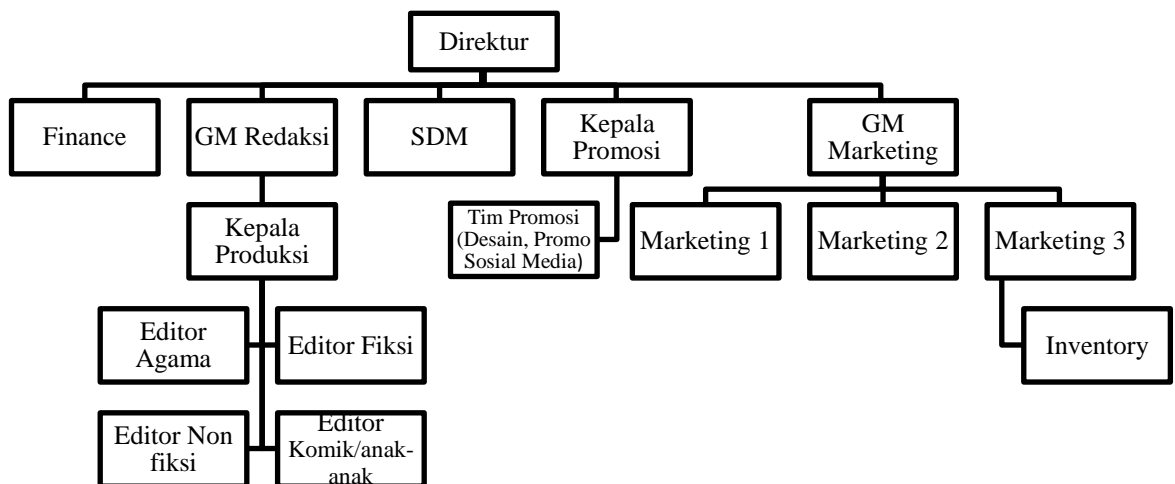 Direktur
Finance
GM Redaksi
SDM
Kepala
Promosi
GM
Marketing
Kepala
Produksi
Tim Promosi
(Desain, Promo
Sosial Media)
Marketing 1
Marketing 2
Marketing 3
Editor
Agama
Editor Fiksi
Inventory
Editor Non
fiksi
Editor
Komik/anak-
anak